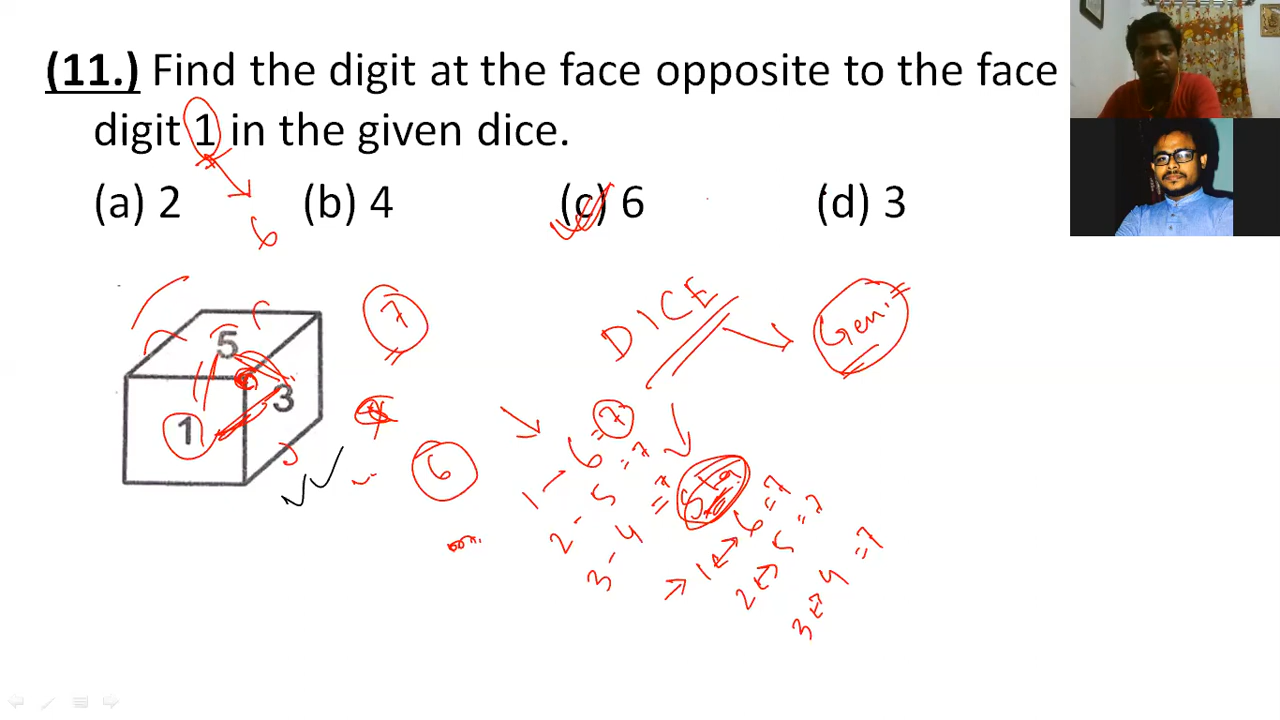 (11.) Find the digit at the face opposite to the face
digit 1 in the given dice.
(a) 2 (b) 4 (c) 6 (d) 3
6
5
1
3
7
6
DICE
Gen.
1 - 6 = 7
2 - 5 = 7
3 - 4 = 7
1 ↔ 6 = 7
2 ↔ 5 = 7
3 ↔ 4 = 7